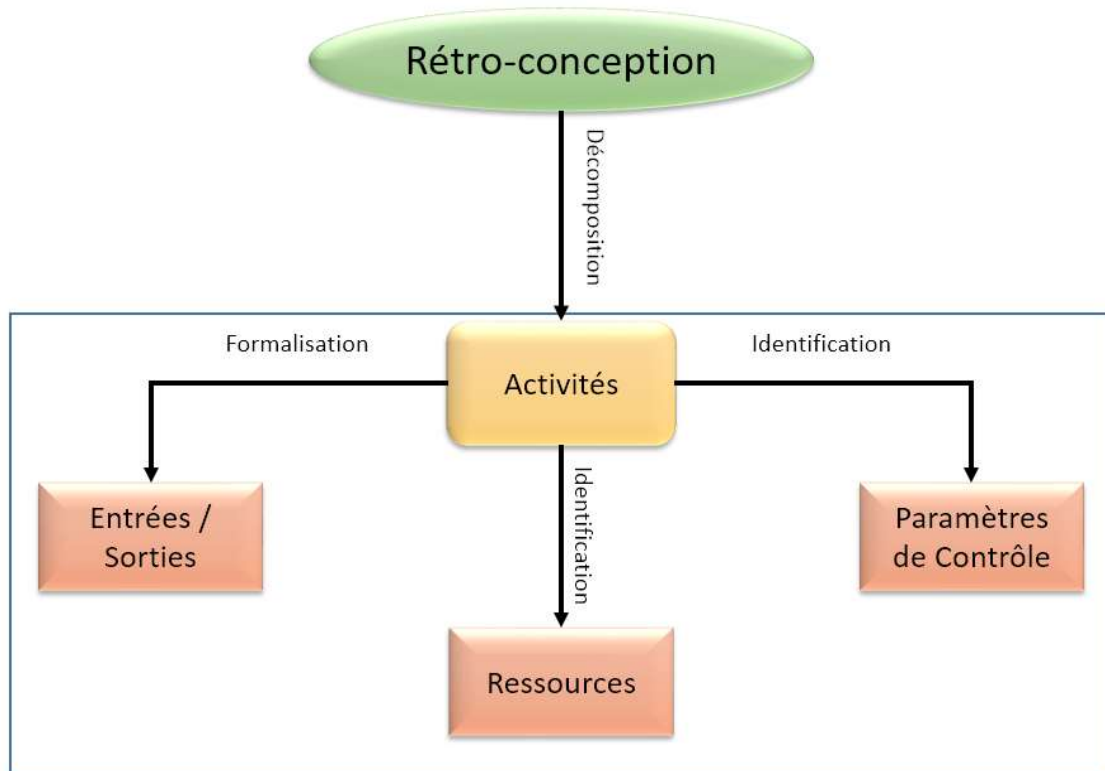 Rétro-conception
Décomposition
Formalisation
Identification
Activités
Entrées /
Sorties
Identification
Paramètres
de Contrôle
Ressources